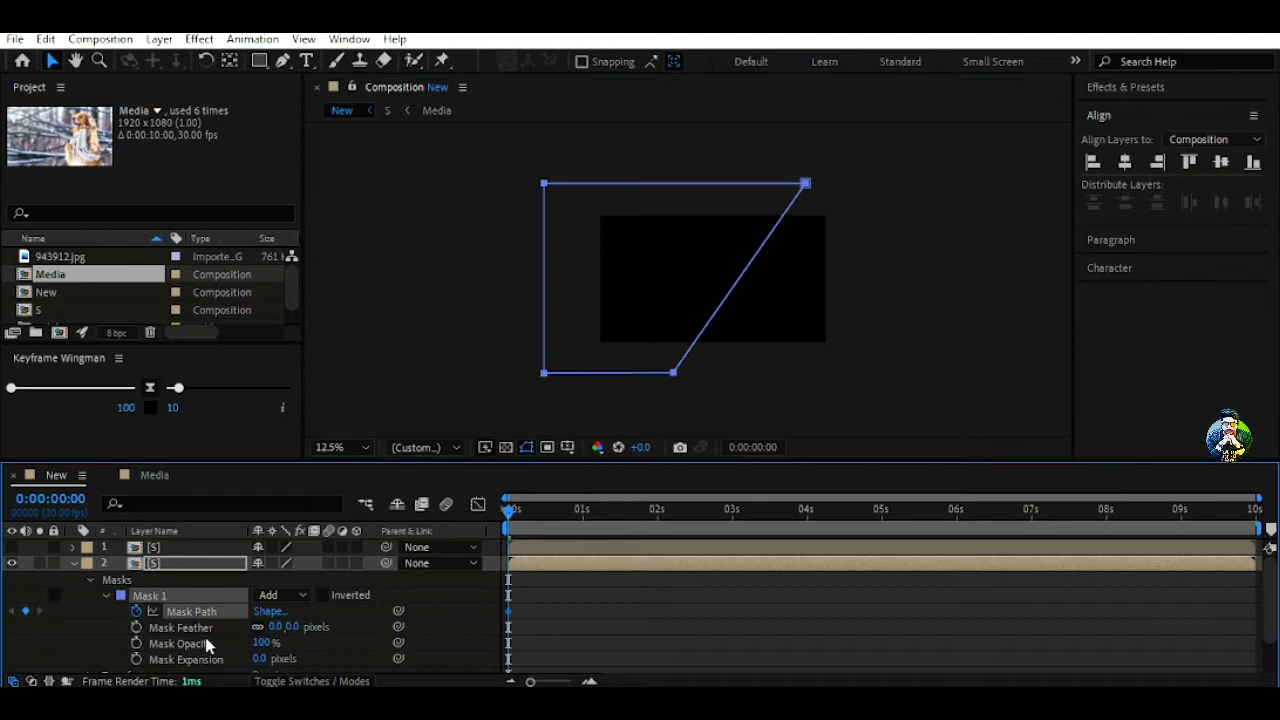 File Edit Composition Layer Effect Animation View Window Help
Snapping Default Learn Standard Small Screen Search Help
Project
Media , used 6 times
1920 x 1080 (1.00)
Δ 0:00:10:00, 30.00 fps
Name Type Size
943912.jpg Importe...G 761
Media Composition
New Composition
S Composition
8 bpc
Keyframe Wingman
100 10
Composition New
New S Media
12.5% (Custom...) +0.0 0:00:00:00
Effects & Presets
Align
Align Layers to: Composition
Distribute Layers:
Paragraph
Character
New Media
0:00:00:00
00000 (30.00 fps)
# Layer Name Parent & Link
01s 02s 03s 04s 05s 06s 07s 08s 09s 10s
1 [S] None
2 [S] None
Masks
Mask 1 Add Inverted
Mask Path Shape...
Mask Feather 0.0,0.0 pixels
Mask Opacity 100 %
Mask Expansion 0.0 pixels
Frame Render Time: 1ms Toggle Switches / Modes